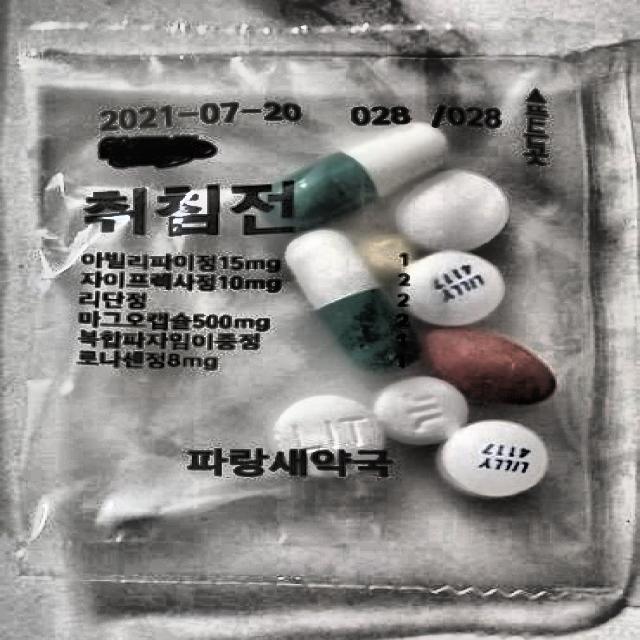 2021-07-20 028 /028
취침전
아빌리파이정15mg 1
자이프렉사정10mg 2
리단정 2
마그오캡슐500mg 2
복합파자임이중정
로나센정8mg
파랑새약국
LILLY
4117
LILLY
4117